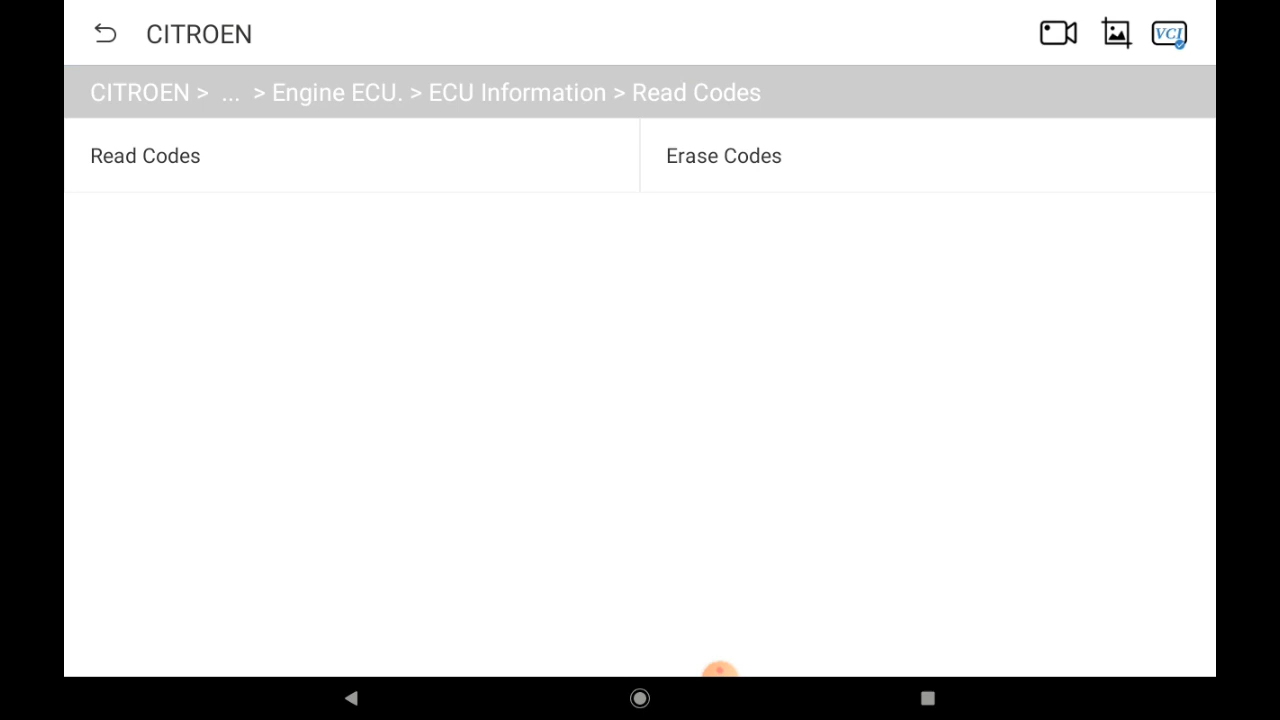 CITROEN
VCI
CITROEN > ... > Engine ECU. > ECU Information > Read Codes
Read Codes
Erase Codes